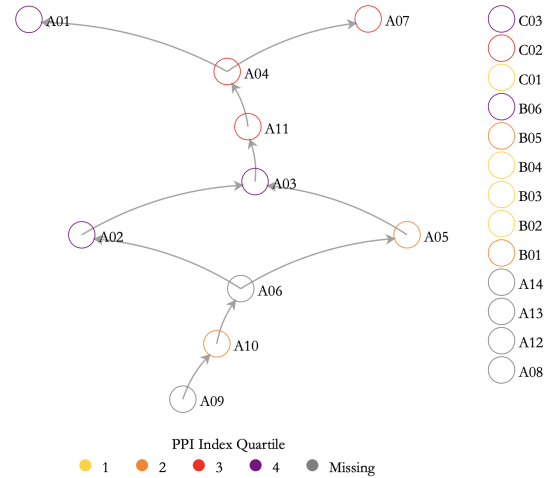 A01
A07
A04
A11
A03
A02
A05
A06
A10
A09
C03
C02
C01
B06
B05
B04
B03
B02
B01
A14
A13
A12
A08
PPI Index Quartile
1 2 3 4 Missing